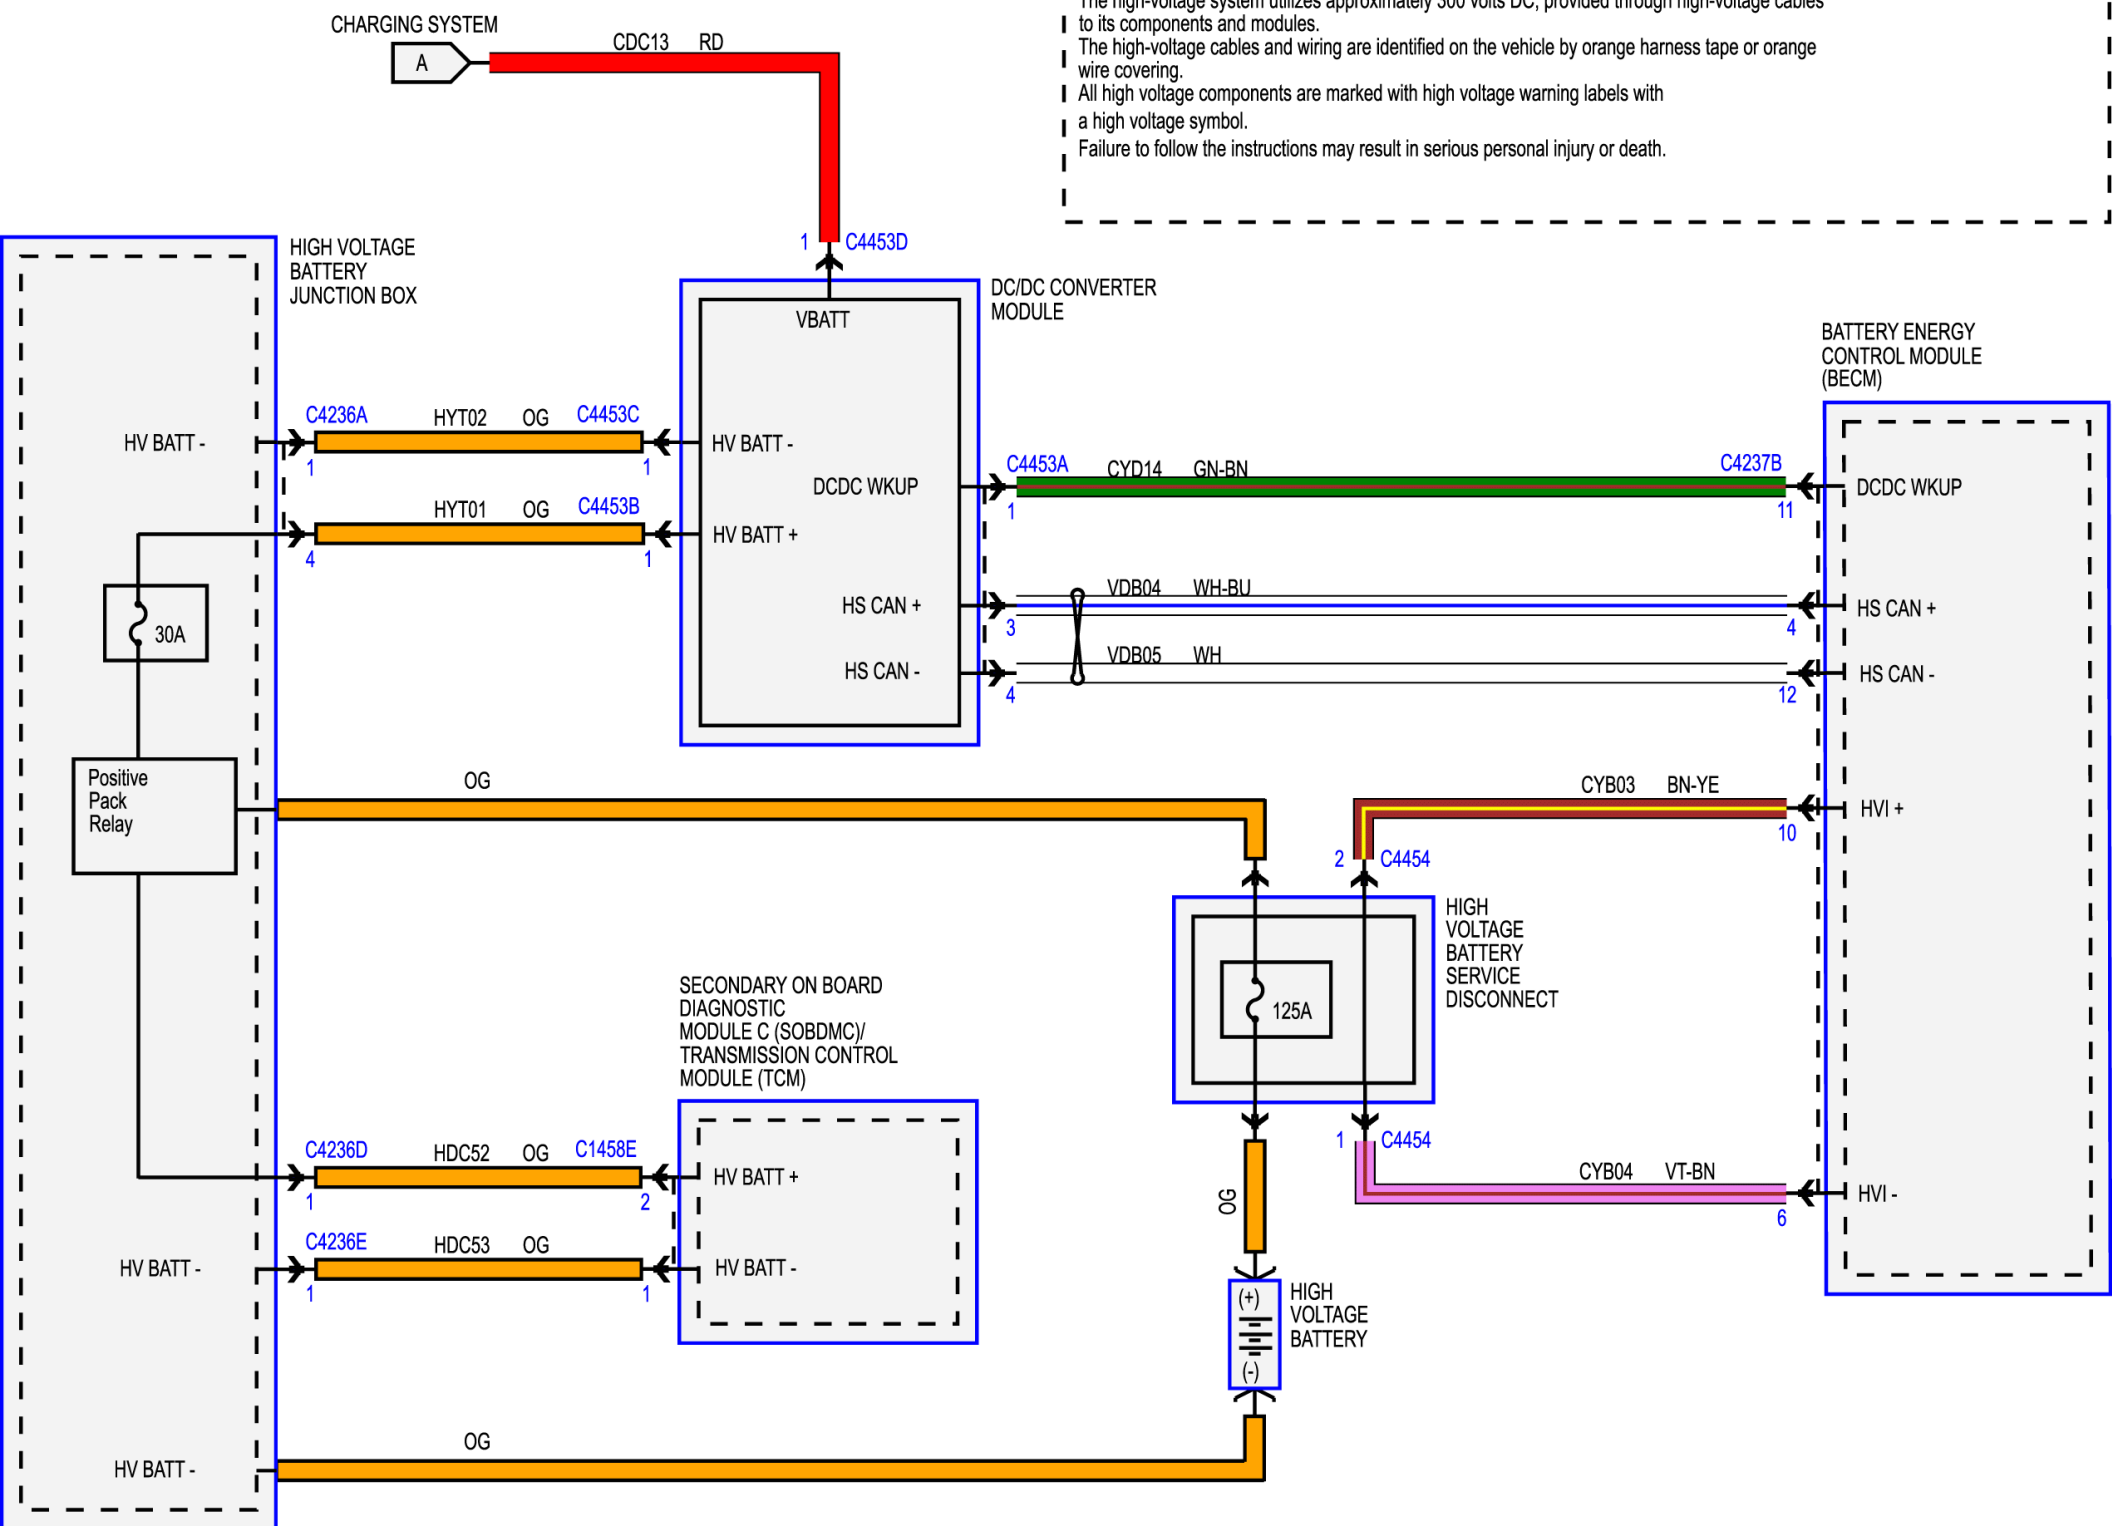 The high-voltage system utilizes approximately 300 volts DC, provided through high-voltage cables
to its components and modules.
The high-voltage cables and wiring are identified on the vehicle by orange harness tape or orange
wire covering.
All high voltage components are marked with high voltage warning labels with
a high voltage symbol.
Failure to follow the instructions may result in serious personal injury or death.
CHARGING SYSTEM
A
CDC13 RD
1 C4453D
HIGH VOLTAGE
BATTERY
JUNCTION BOX
DC/DC CONVERTER
MODULE
VBATT
BATTERY ENERGY
CONTROL MODULE
(BECM)
C4236A HYT02 OG C4453C
HV BATT - 1 1 HV BATT -
C4453A CYD14 GN-BN C4237B
DCDC WKUP 1 11 DCDC WKUP
HYT01 OG C4453B
4 1 HV BATT +
VDB04 WH-BU
HS CAN + 3 4 HS CAN +
30A
VDB05 WH
HS CAN - 4 12 HS CAN -
Positive
Pack
Relay
OG
CYB03 BN-YE
10 HVI +
2 C4454
HIGH
VOLTAGE
BATTERY
SERVICE
DISCONNECT
125A
SECONDARY ON BOARD
DIAGNOSTIC
MODULE C (SOBDMC)/
TRANSMISSION CONTROL
MODULE (TCM)
1 C4454
C4236D HDC52 OG C1458E
1 2 HV BATT +
CYB04 VT-BN
6 HVI -
OG
C4236E HDC53 OG
HV BATT - 1 1 HV BATT -
(+)
(-)
HIGH
VOLTAGE
BATTERY
OG
HV BATT -